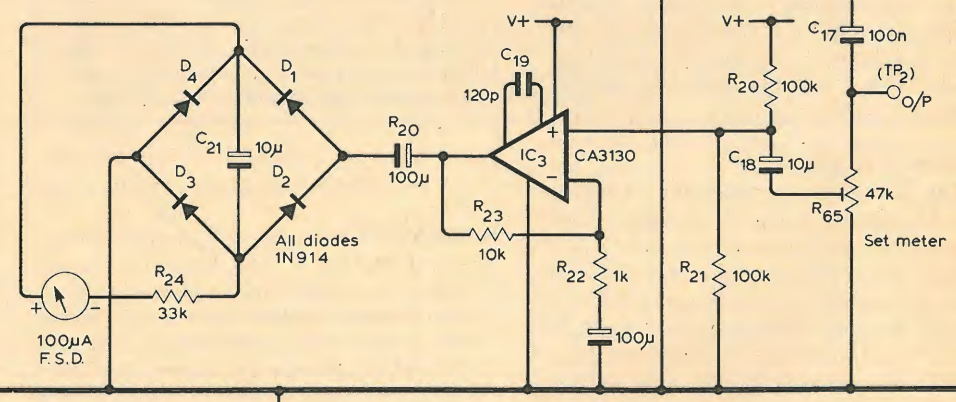 V+
V+
C17
100n
C19
120p
R20
100k
(TP2)
O/P
D4
D1
R20
100μ
+
IC3
CA3130
−
C21
10μ
C18
10μ
47k
R65
D3
D2
R23
10k
Set meter
All diodes
1N914
R22
1k
R21
100k
R24
33k
+
−
100μA
F.S.D.
100μ